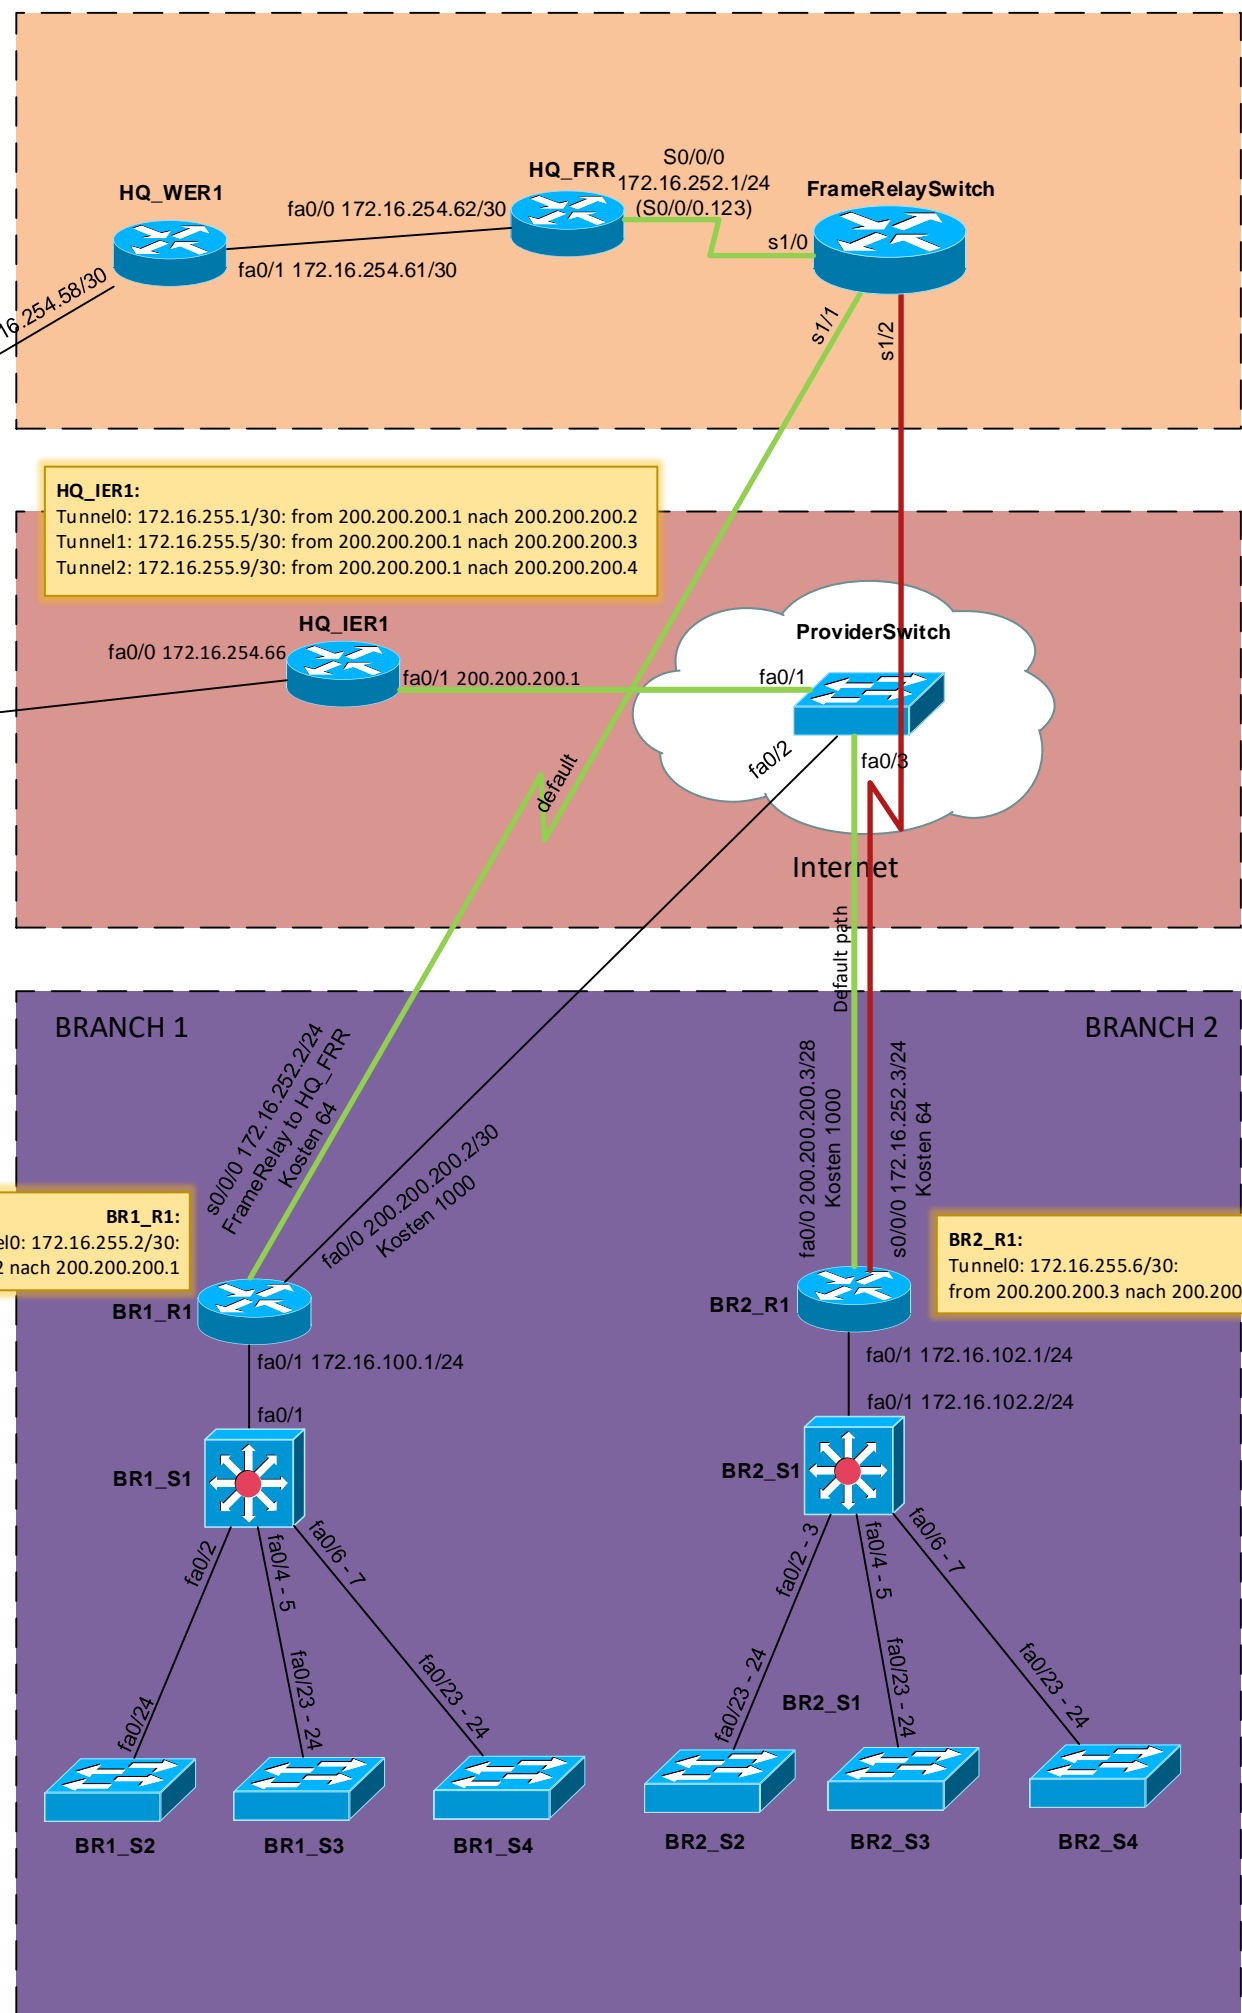 S0/0/0
172.16.252.1/24
(S0/0/0.123)
HQ_FRR
FrameRelaySwitch
HQ_WER1
fa0/0 172.16.254.62/30
s1/0
fa0/1 172.16.254.61/30
16.254.58/30
s1/1
s1/2
HQ_IER1:
Tunnel0: 172.16.255.1/30: from 200.200.200.1 nach 200.200.200.2
Tunnel1: 172.16.255.5/30: from 200.200.200.1 nach 200.200.200.3
Tunnel2: 172.16.255.9/30: from 200.200.200.1 nach 200.200.200.4
HQ_IER1
ProviderSwitch
fa0/0 172.16.254.66
fa0/1 200.200.200.1
fa0/1
fa0/2
fa0/3
default
Internet
Default path
BRANCH 1
BRANCH 2
s0/0/0 172.16.252.2/24
FrameRelay to HQ_FRR
Kosten 64
fa0/0 200.200.200.2/30
Kosten 1000
fa0/0 200.200.200.3/28
Kosten 1000
s0/0/0 172.16.252.3/24
Kosten 64
BR1_R1:
el0: 172.16.255.2/30:
2 nach 200.200.200.1
BR2_R1:
Tunnel0: 172.16.255.6/30:
from 200.200.200.3 nach 200.200
BR1_R1
BR2_R1
fa0/1 172.16.100.1/24
fa0/1 172.16.102.1/24
fa0/1
fa0/1 172.16.102.2/24
BR1_S1
BR2_S1
fa0/2
fa0/4 - 5
fa0/6 - 7
fa0/2 - 3
fa0/4 - 5
fa0/6 - 7
fa0/24
fa0/23 - 24
fa0/23 - 24
fa0/23 - 24
BR2_S1
fa0/23 - 24
fa0/23 - 24
BR1_S2
BR1_S3
BR1_S4
BR2_S2
BR2_S3
BR2_S4